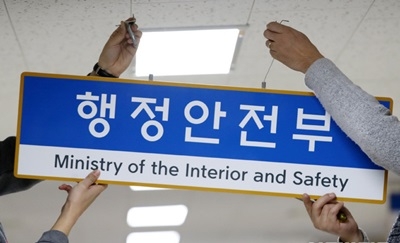 행정안전부
Ministry of the Interior and Safety